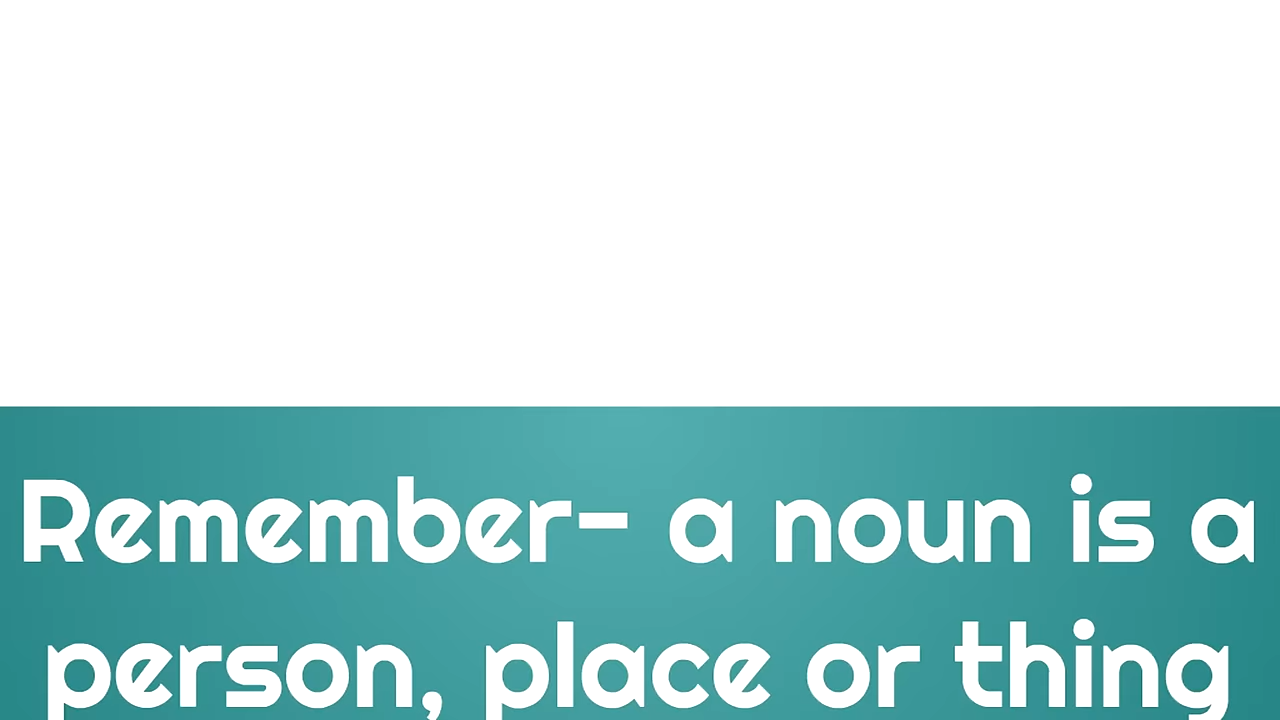 Remember- a noun is a
person, place or thing